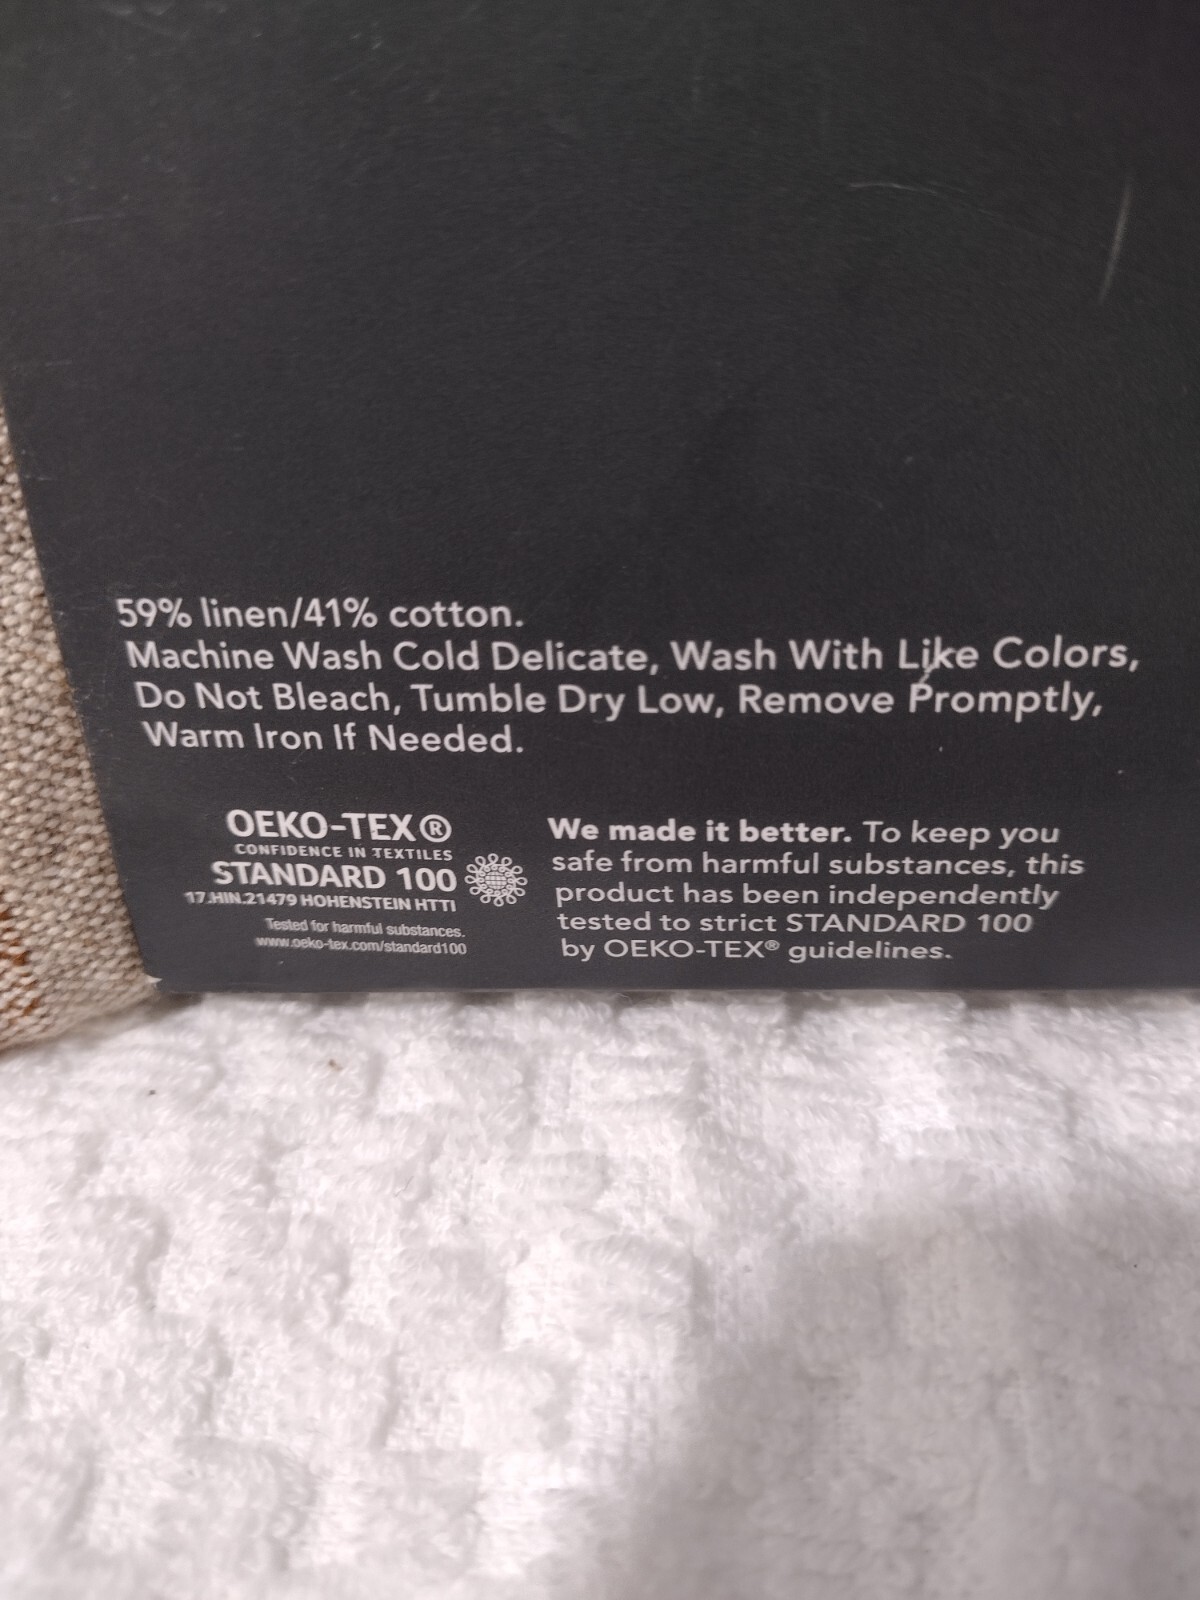 59% linen/41% cotton.
Machine Wash Cold Delicate, Wash With Like Colors,
Do Not Bleach, Tumble Dry Low, Remove Promptly,
Warm Iron If Needed.
OEKO-TEX®
CONFIDENCE IN TEXTILES
STANDARD 100
17.HIN.21479 HOHENSTEIN HTTI
Tested for harmful substances.
www.oeko-tex.com/standard100
We made it better. To keep you
safe from harmful substances, this
product has been independently
tested to strict STANDARD 100
by OEKO-TEX® guidelines.